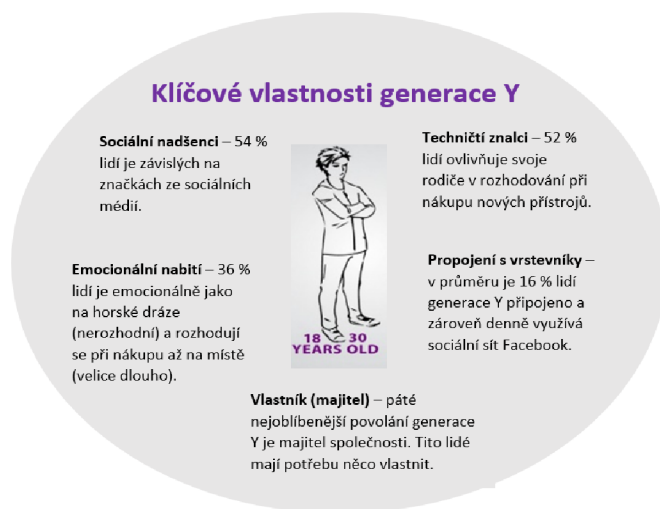 Klíčové vlastnosti generace Y
Sociální nadšenci – 54 %
lidí je závislých na
značkách ze sociálních
médií.
Techničtí znalci – 52 %
lidí ovlivňuje svoje
rodiče v rozhodování při
nákupu nových přístrojů.
Emocionální nabití – 36 %
lidí je emocionálně jako
na horské dráze
(nerozhodní) a rozhodují
se při nákupu až na místě
(velice dlouho).
Propojení s vrstevníky –
v průměru je 16 % lidí
generace Y připojeno a
zároveň denně využívá
sociální sít Facebook.
18 30
YEARS OLD
Vlastník (majitel) – páté
nejoblíbenější povolání generace
Y je majitel společnosti. Tito lidé
mají potřebu něco vlastnit.